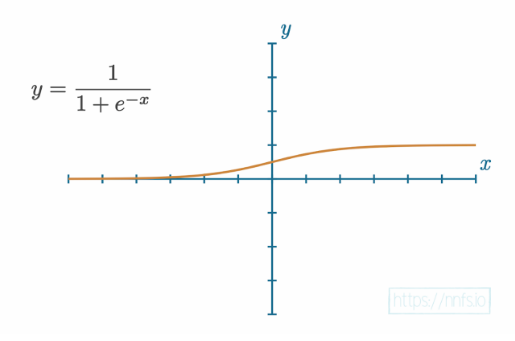 y
y = 1 / (1 + e^{-x})
x
https://nnfs.io